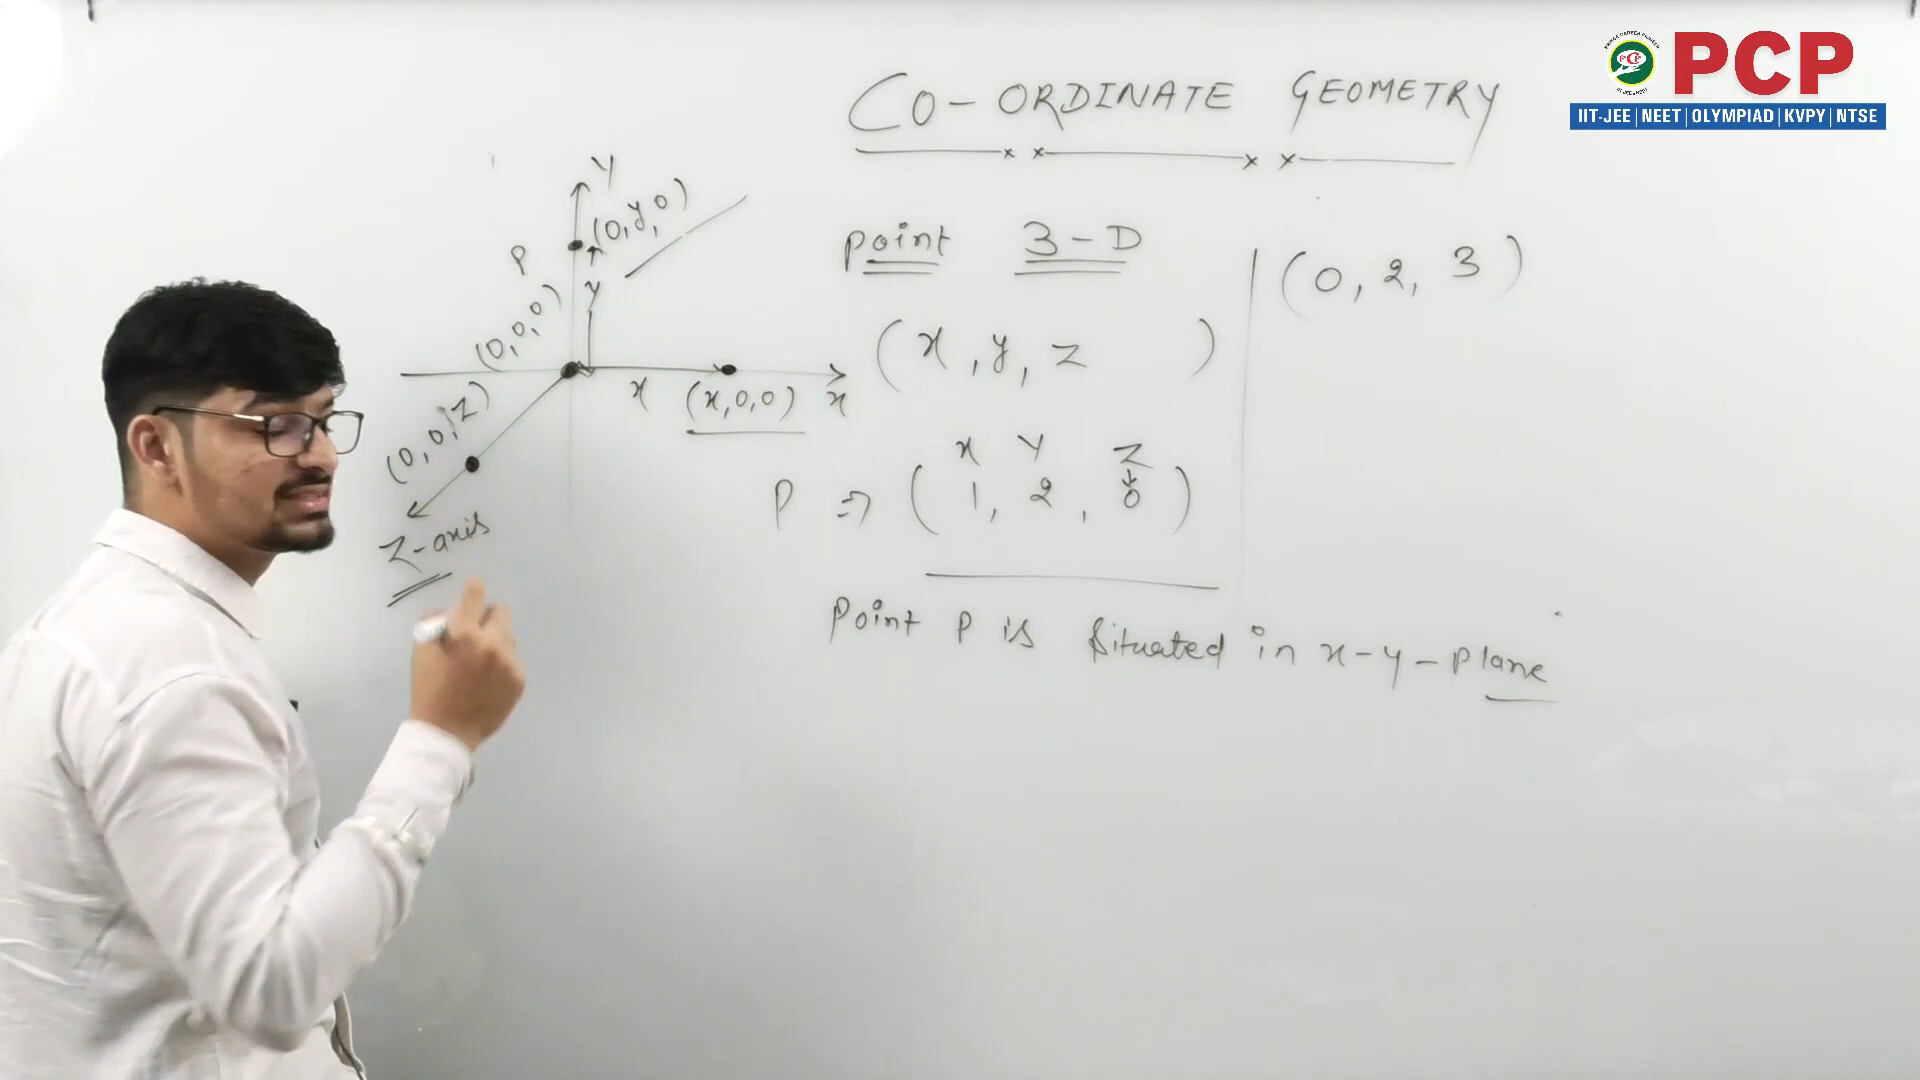 PCP
IIT-JEE | NEET | OLYMPIAD | KVPY | NTSE
CO-ORDINATE GEOMETRY
Point 3-D
(x, y, z )
P ⇒ (1, 2, 0)
x y z
(0, 2, 3)
Point P is situated in x-y-plane
y
(0, y, 0)
P
y
(0, 0, 0)
x
(x, 0, 0)
x
(0, 0, z)
Z-axis